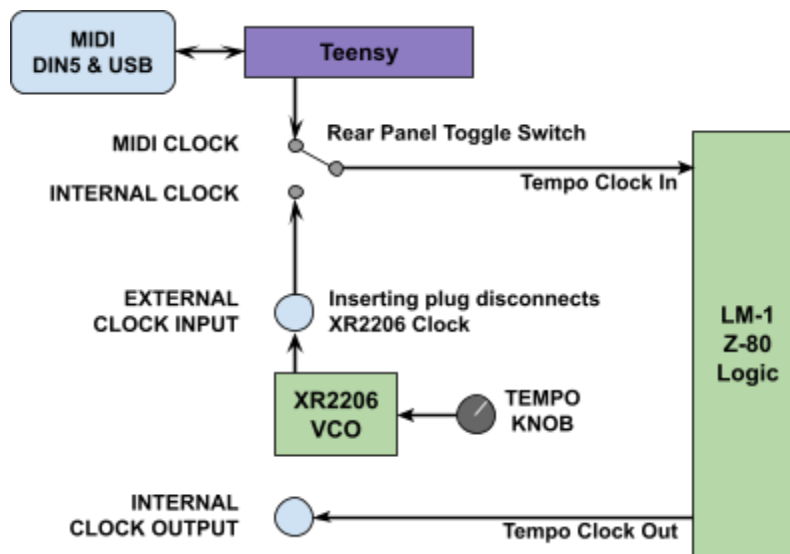 MIDI
DIN5 & USB
Teensy
MIDI CLOCK
Rear Panel Toggle Switch
Tempo Clock In
INTERNAL CLOCK
EXTERNAL
CLOCK INPUT
Inserting plug disconnects
XR2206 Clock
LM-1
Z-80
Logic
XR2206
VCO
TEMPO
KNOB
INTERNAL
CLOCK OUTPUT
Tempo Clock Out